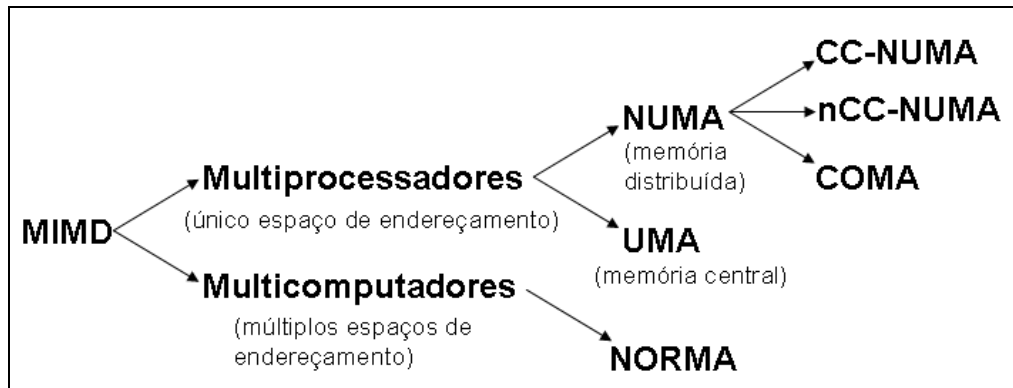 MIMD
Multiprocessadores
(único espaço de endereçamento)
Multicomputadores
(múltiplos espaços de
endereçamento)
NUMA
(memória
distribuída)
UMA
(memória central)
NORMA
CC-NUMA
nCC-NUMA
COMA